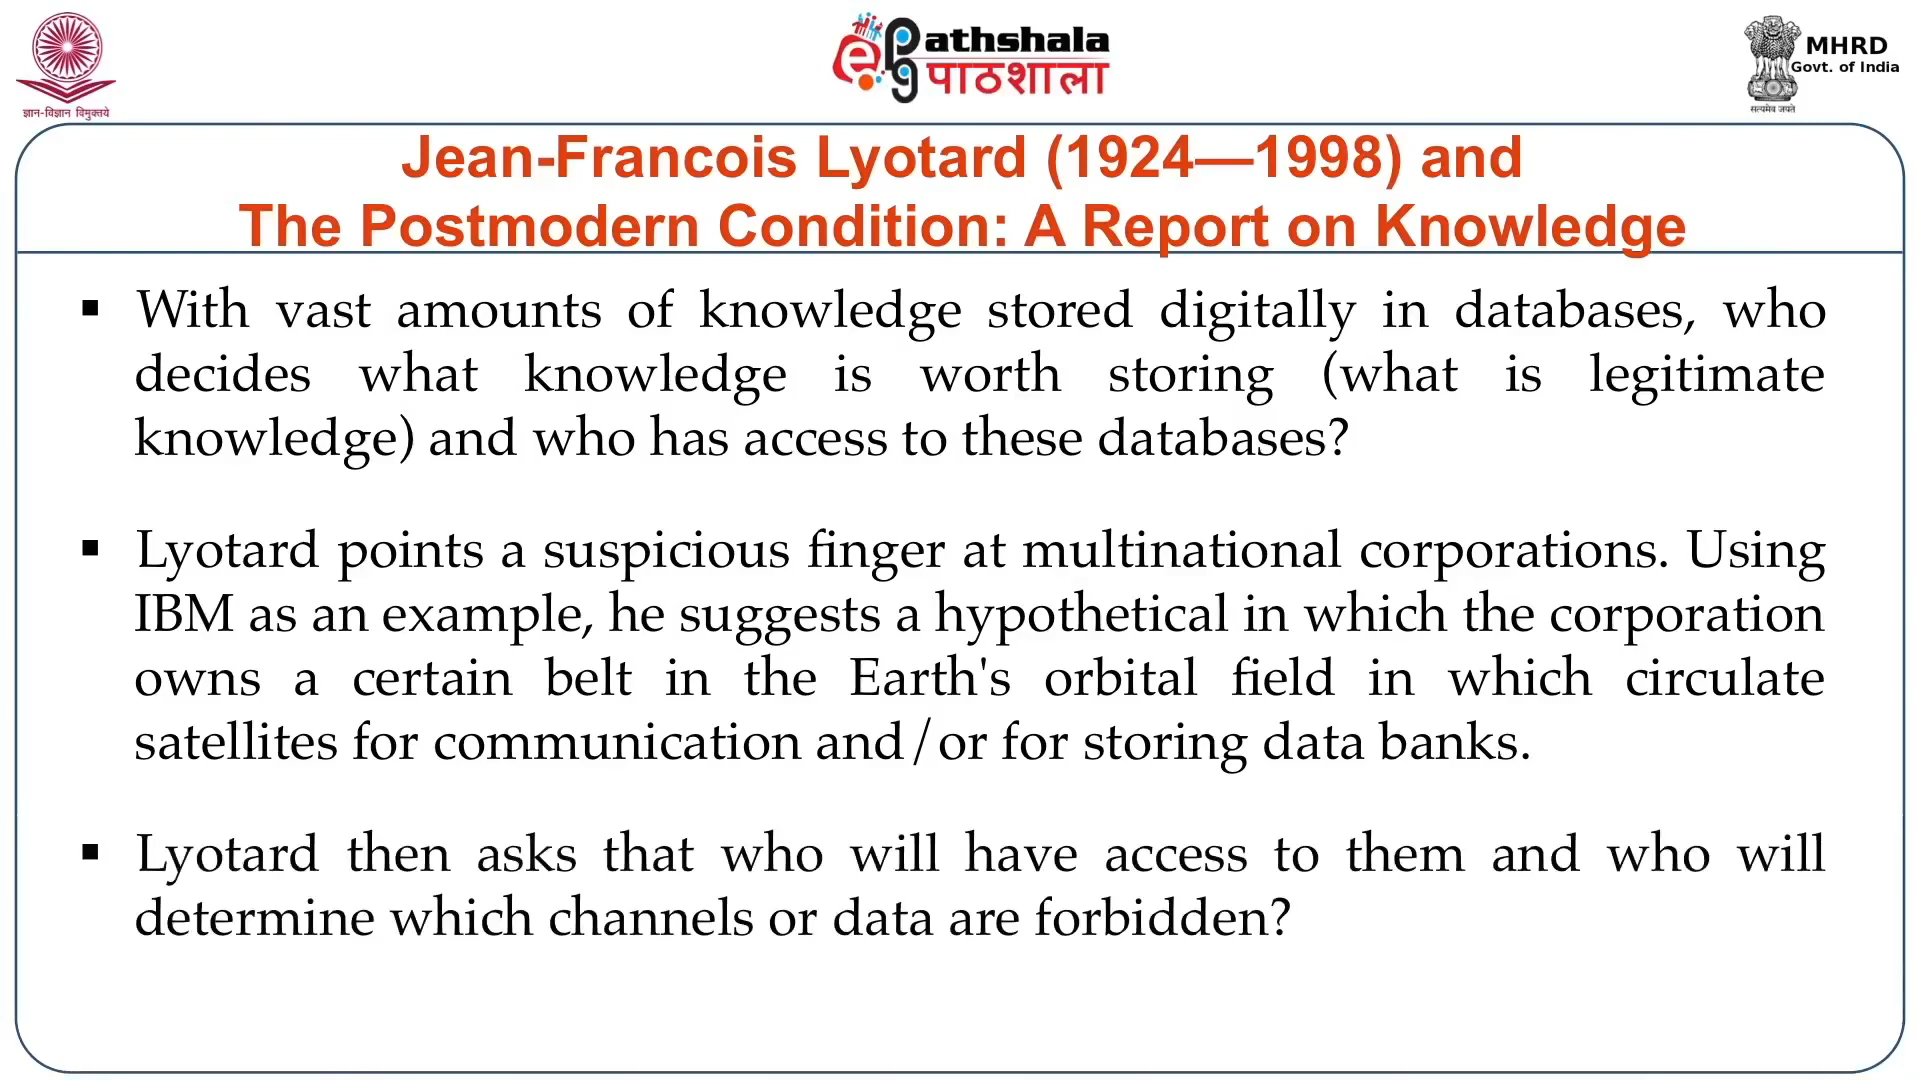 ज्ञान-विज्ञान विमुक्तये
e Pg
athshala
पाठशाला
MHRD
Govt. of India
सत्यमेव जयते
Jean-Francois Lyotard (1924—1998) and
The Postmodern Condition: A Report on Knowledge
▪ With vast amounts of knowledge stored digitally in databases, who
decides what knowledge is worth storing (what is legitimate
knowledge) and who has access to these databases?
▪ Lyotard points a suspicious finger at multinational corporations. Using
IBM as an example, he suggests a hypothetical in which the corporation
owns a certain belt in the Earth's orbital field in which circulate
satellites for communication and/or for storing data banks.
▪ Lyotard then asks that who will have access to them and who will
determine which channels or data are forbidden?